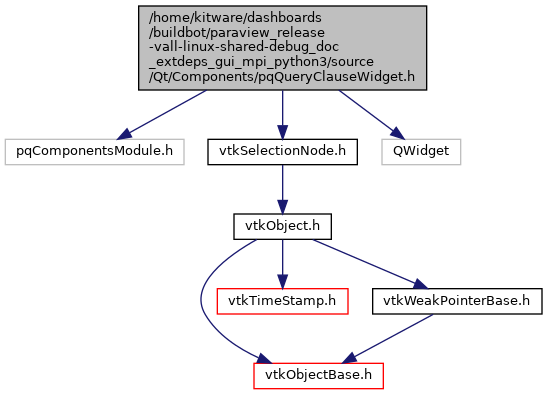 /home/kitware/dashboards
/buildbot/paraview_release
-vall-linux-shared-debug_doc
_extdeps_gui_mpi_python3/source
/Qt/Components/pqQueryClauseWidget.h
pqComponentsModule.h
vtkSelectionNode.h
QWidget
vtkObject.h
vtkTimeStamp.h
vtkWeakPointerBase.h
vtkObjectBase.h